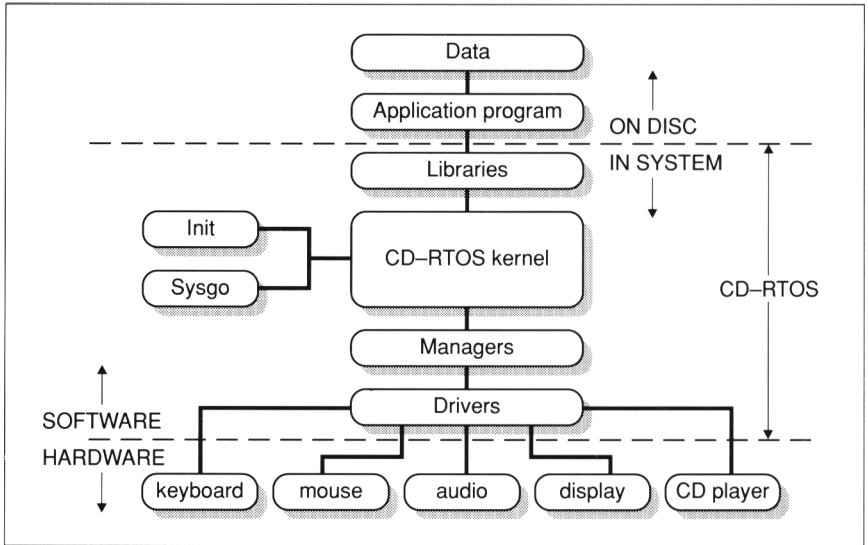 Data
Application program
ON DISC
IN SYSTEM
Libraries
Init
CD–RTOS kernel
Sysgo
CD–RTOS
Managers
Drivers
SOFTWARE
HARDWARE
keyboard
mouse
audio
display
CD player